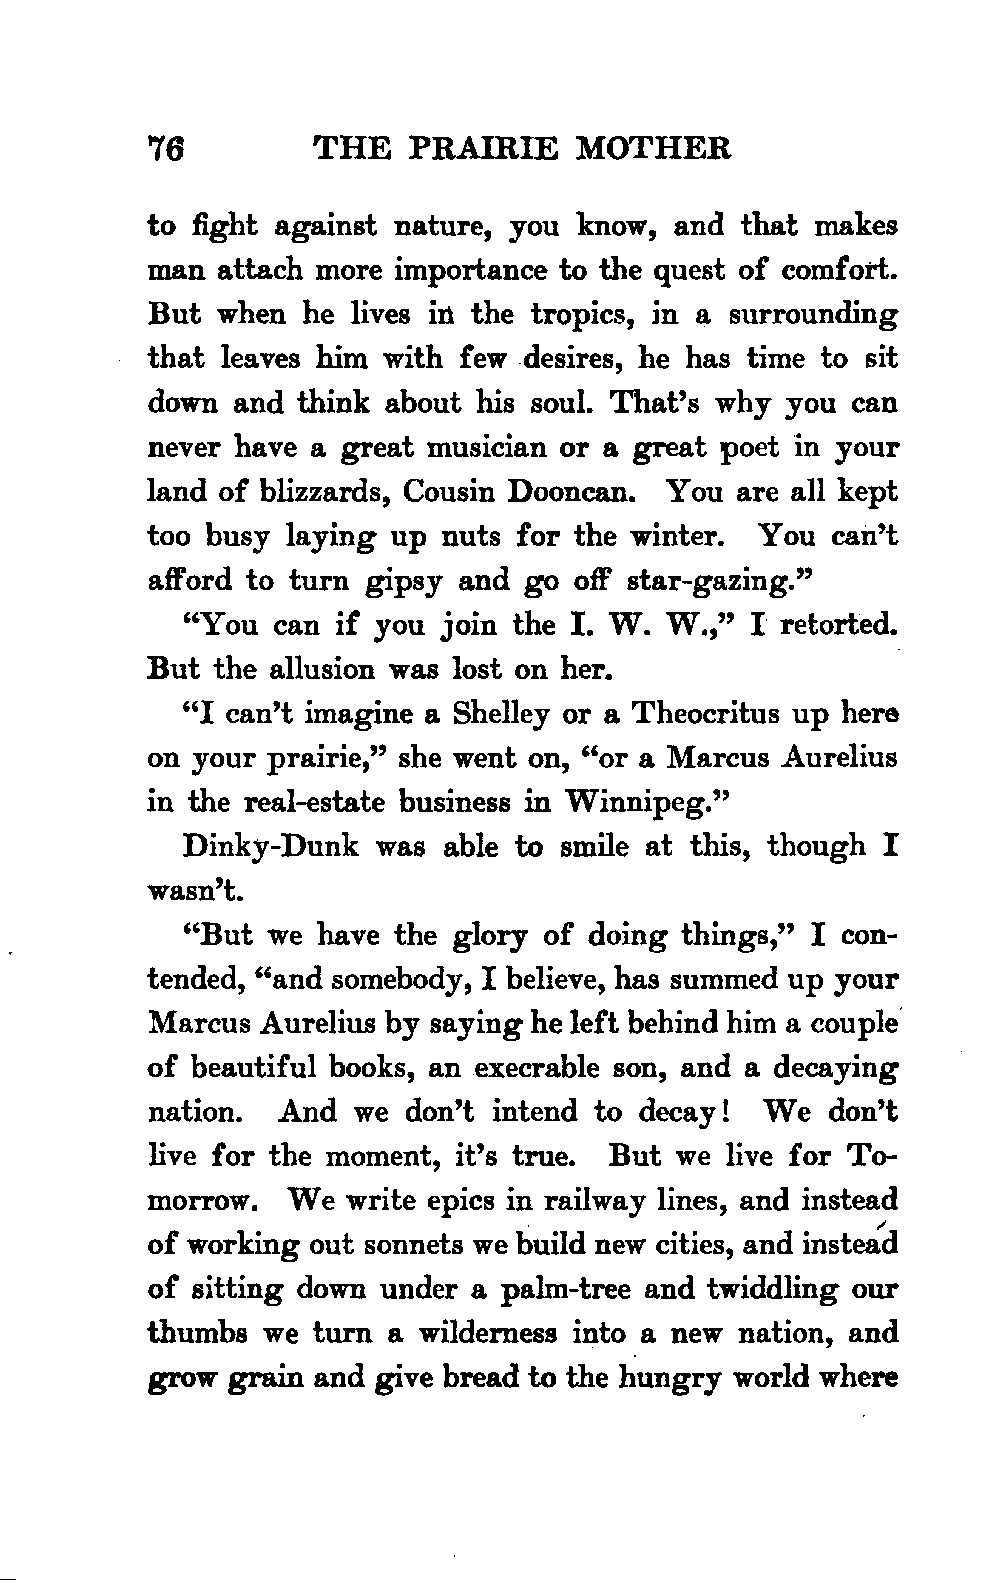 76 THE PRAIRIE MOTHER
to fight against nature, you know, and that makes
man attach more importance to the quest of comfort.
But when he lives in the tropics, in a surrounding
that leaves him with few desires, he has time to sit
down and think about his soul. That's why you can
never have a great musician or a great poet in your
land of blizzards, Cousin Dooncan. You are all kept
too busy laying up nuts for the winter. You can't
afford to turn gipsy and go off star-gazing."
"You can if you join the I. W. W.," I retorted.
But the allusion was lost on her.
"I can't imagine a Shelley or a Theocritus up here
on your prairie," she went on, "or a Marcus Aurelius
in the real-estate business in Winnipeg."
Dinky-Dunk was able to smile at this, though I
wasn't.
"But we have the glory of doing things," I con-
tended, "and somebody, I believe, has summed up your
Marcus Aurelius by saying he left behind him a couple
of beautiful books, an execrable son, and a decaying
nation. And we don't intend to decay! We don't
live for the moment, it's true. But we live for To-
morrow. We write epics in railway lines, and instead
of working out sonnets we build new cities, and instead
of sitting down under a palm-tree and twiddling our
thumbs we turn a wilderness into a new nation, and
grow grain and give bread to the hungry world where